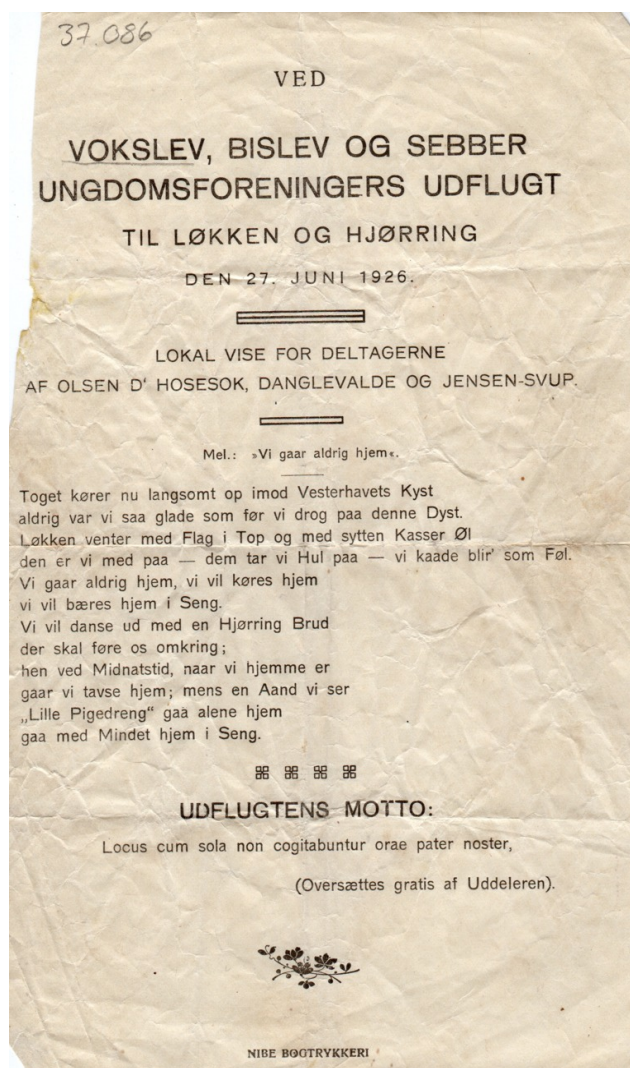 37.086
VED
VOKSLEV, BISLEV OG SEBBER
UNGDOMSFORENINGERS UDFLUGT
TIL LØKKEN OG HJØRRING
DEN 27. JUNI 1926.
LOKAL VISE FOR DELTAGERNE
AF OLSEN D' HOSESOK, DANGLEVALDE OG JENSEN-SVUP.
Mel.: »Vi gaar aldrig hjem«.
Toget kører nu langsomt op imod Vesterhavets Kyst
aldrig var vi saa glade som før vi drog paa denne Dyst.
Løkken venter med Flag i Top og med sytten Kasser Øl
den er vi med paa — dem tar vi Hul paa — vi kaade blir' som Føl.
Vi gaar aldrig hjem, vi vil køres hjem
vi vil bæres hjem i Seng.
Vi vil danse ud med en Hjørring Brud
der skal føre os omkring;
hen ved Midnatstid, naar vi hjemme er
gaar vi tavse hjem; mens en Aand vi ser
„Lille Pigedreng“ gaa alene hjem
gaa med Mindet hjem i Seng.
UDFLUGTENS MOTTO:
Locus cum sola non cogitabuntur orae pater noster,
(Oversættes gratis af Uddeleren).
NIBE BOGTRYKKERI